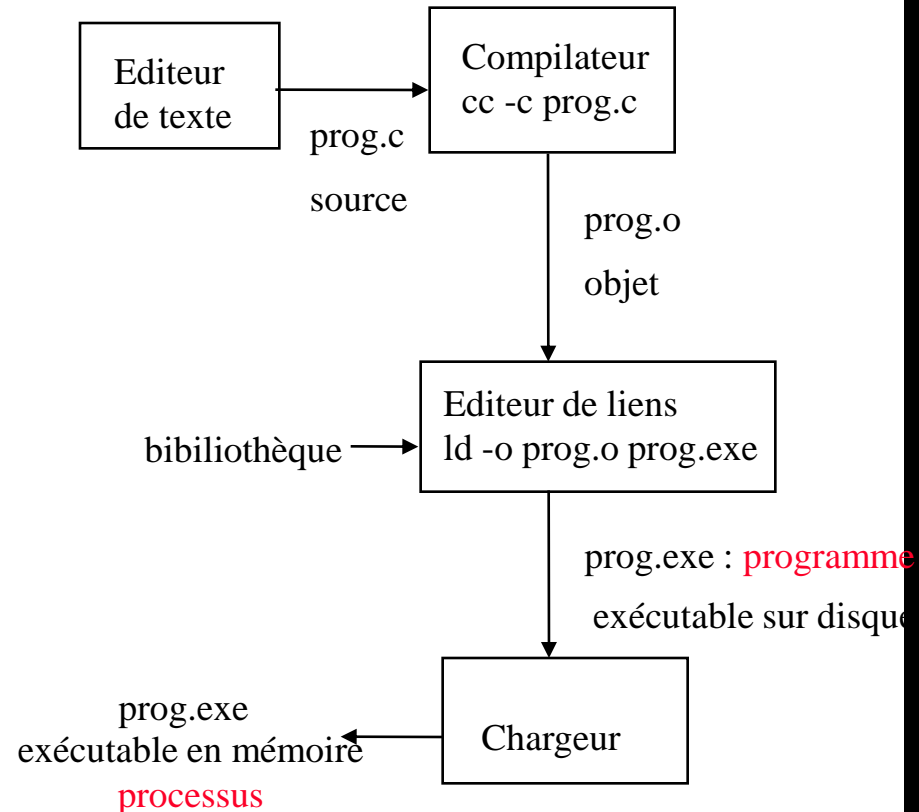 Editeur
de texte
Compilateur
cc -c prog.c
prog.c
source
prog.o
objet
Editeur de liens
ld -o prog.o prog.exe
bibiliothèque
prog.exe : programme
exécutable sur disque
Chargeur
prog.exe
exécutable en mémoire
processus